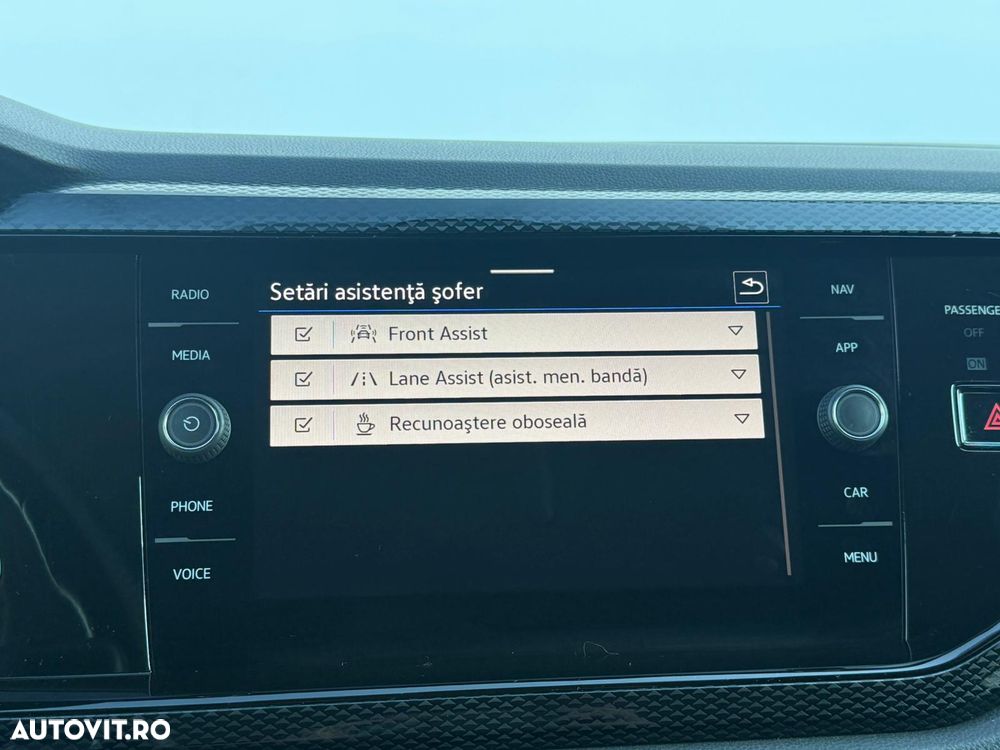 RADIO
MEDIA
PHONE
VOICE
Setări asistenţă şofer
Front Assist
Lane Assist (asist. men. bandă)
Recunoaştere oboseală
NAV
APP
CAR
MENU
PASSENGE
OFF
ON
AUTOVIT.RO